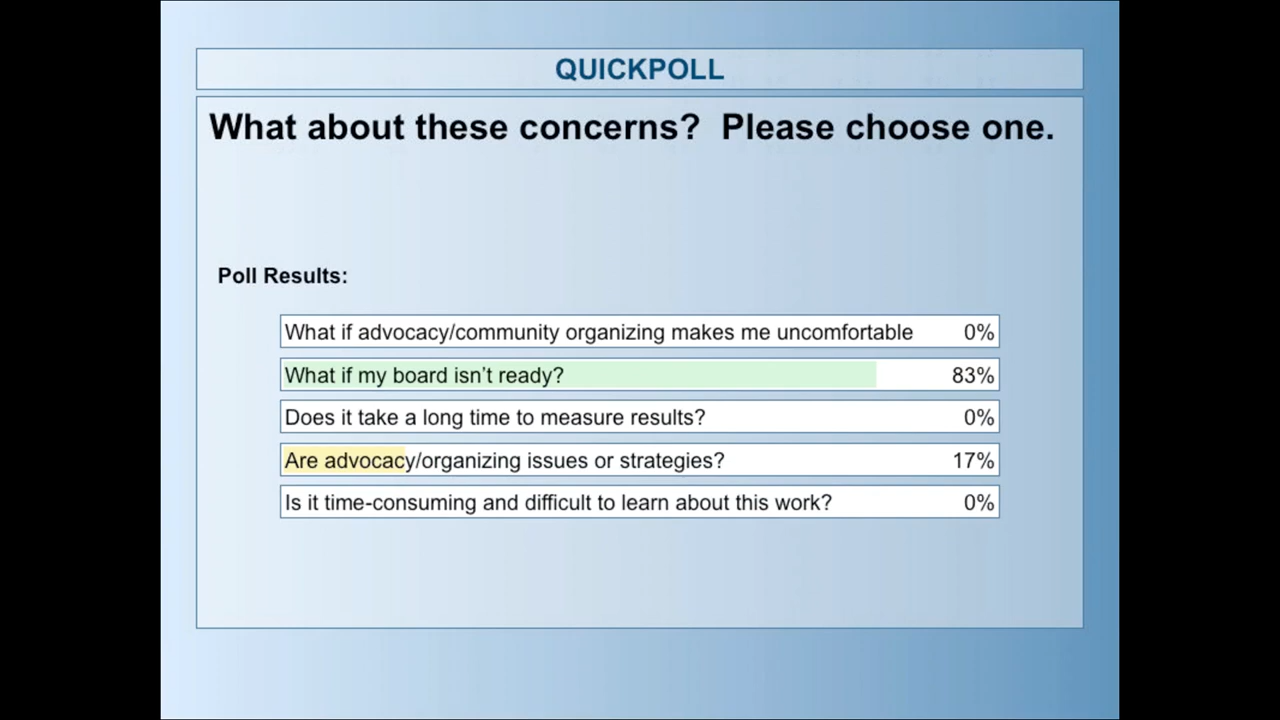 QUICKPOLL
What about these concerns?  Please choose one.
Poll Results:
What if advocacy/community organizing makes me uncomfortable 0%
What if my board isn't ready? 83%
Does it take a long time to measure results? 0%
Are advocacy/organizing issues or strategies? 17%
Is it time-consuming and difficult to learn about this work? 0%